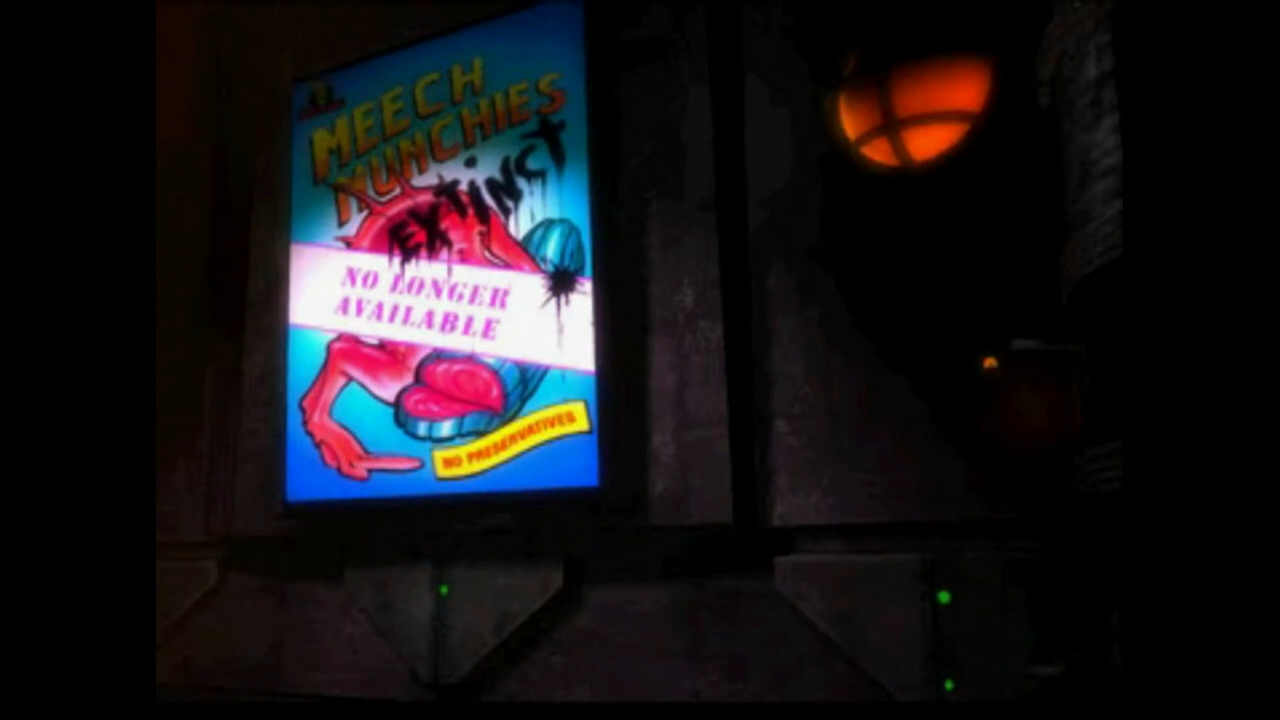 MEECH
MUNCHIES
EXTINCT
NO LONGER
AVAILABLE
NO PRESERVATIVES